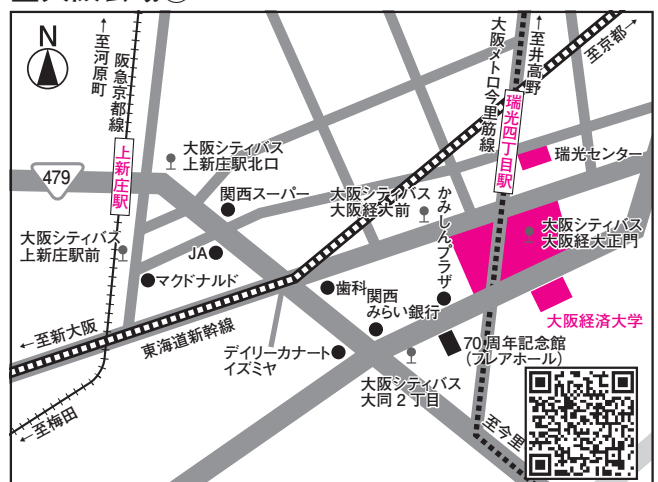 N
←至河原町
阪急京都線
上新庄駅
479
大阪シティバス
上新庄駅北口
関西スーパー
大阪シティバス
上新庄駅前
JA
マクドナルド
大阪シティバス
大阪経大前
かみしんプラザ
大阪メトロ今里筋線
←至井高野
至京都→
瑞光四丁目駅
瑞光センター
大阪シティバス
大阪経大正門
大阪経済大学
歯科
関西
みらい銀行
70周年記念館
(フレアホール)
←至新大阪
東海道新幹線
デイリーカナート
イズミヤ
大阪シティバス
大同2丁目
←至梅田
至今里